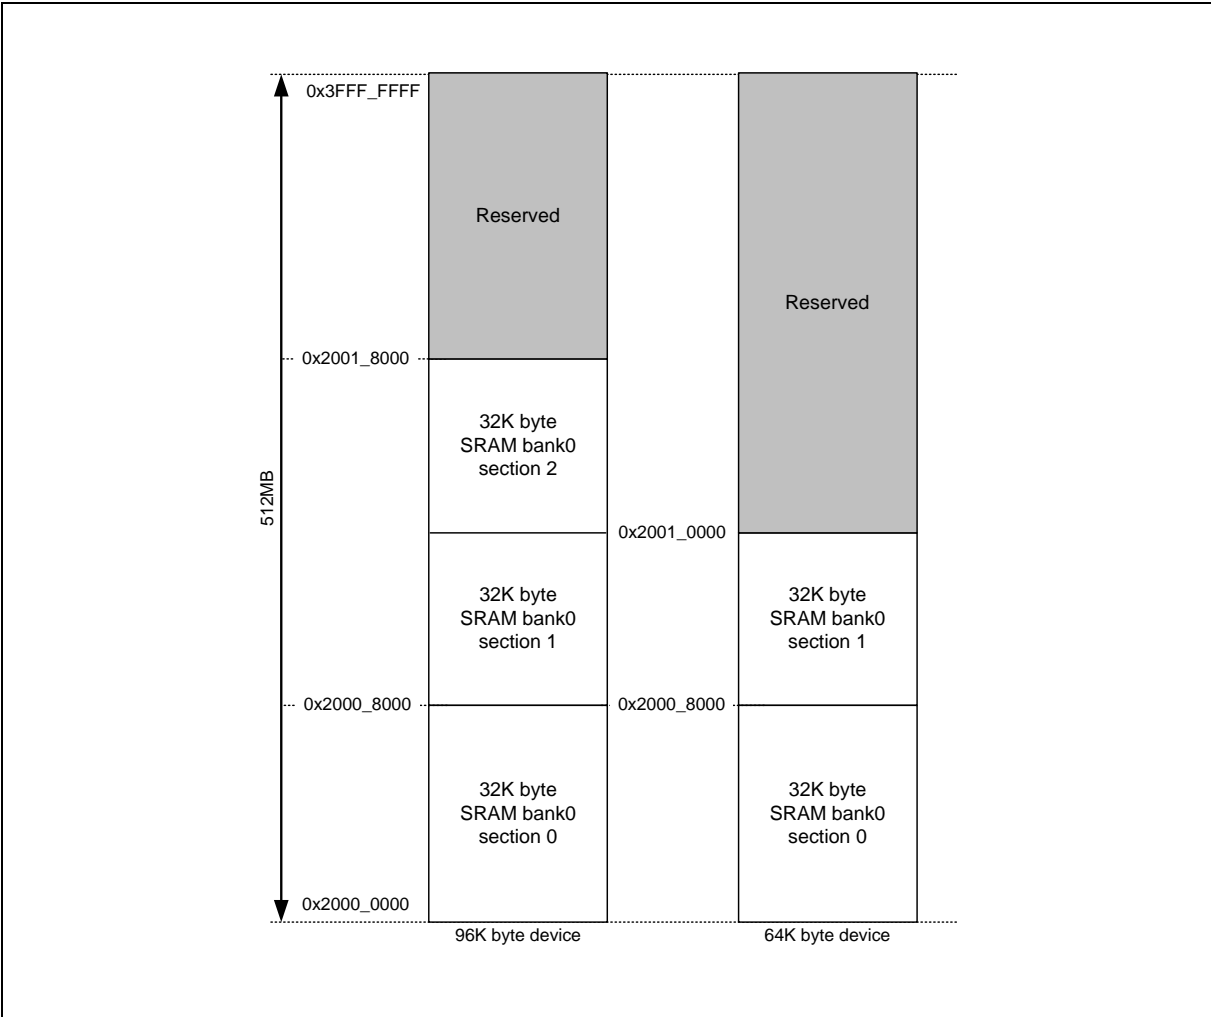 0x3FFF_FFFF
Reserved
Reserved
0x2001_8000
32K byte
SRAM bank0
section 2
512MB
0x2001_0000
32K byte
SRAM bank0
section 1
32K byte
SRAM bank0
section 1
0x2000_8000
0x2000_8000
32K byte
SRAM bank0
section 0
32K byte
SRAM bank0
section 0
0x2000_0000
96K byte device
64K byte device